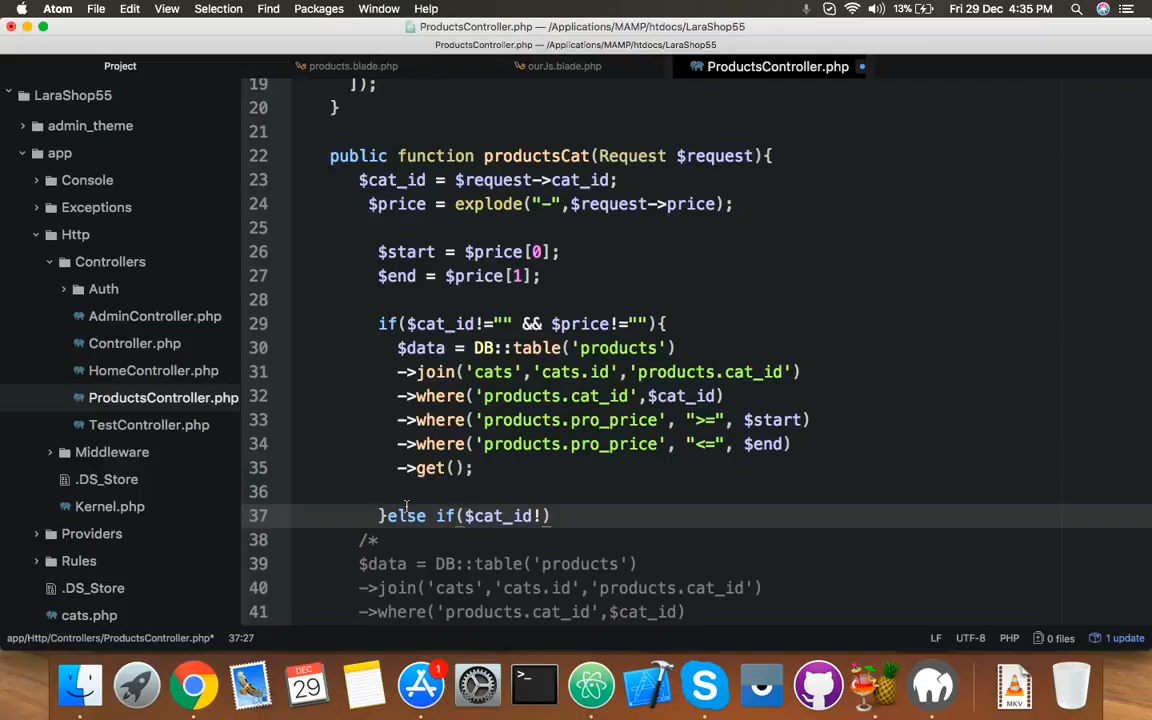 Atom File Edit View Selection Find Packages Window Help 13% Fri 29 Dec 4:35 PM
ProductsController.php — /Applications/MAMP/htdocs/LaraShop55
ProductsController.php — /Applications/MAMP/htdocs/LaraShop55
Project products.blade.php ourJs.blade.php ProductsController.php
LaraShop55
admin_theme
app
Console
Exceptions
Http
Controllers
Auth
AdminController.php
Controller.php
HomeController.php
ProductsController.php
TestController.php
Middleware
.DS_Store
Kernel.php
Providers
Rules
.DS_Store
cats.php
19 ]);
20 }
21
22 public function productsCat(Request $request){
23 $cat_id = $request->cat_id;
24 $price = explode("-",$request->price);
25
26 $start = $price[0];
27 $end = $price[1];
28
29 if($cat_id!="" && $price!=""){
30 $data = DB::table('products')
31 ->join('cats','cats.id','products.cat_id')
32 ->where('products.cat_id',$cat_id)
33 ->where('products.pro_price', ">=", $start)
34 ->where('products.pro_price', "<=", $end)
35 ->get();
36
37 }else if($cat_id!)
38 /*
39 $data = DB::table('products')
40 ->join('cats','cats.id','products.cat_id')
41 ->where('products.cat_id',$cat_id)
app/Http/Controllers/ProductsController.php* 37:27 LF UTF-8 PHP 0 files 1 update
DEC
29
1
MKV